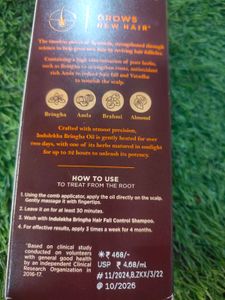 GROWS
NEW HAIR*
The timeless power of Ayurveda, strengthened through
science to help grow new hair by reviving hair follicles.
Containing a high concentration of pure herbs,
such as Bringha to strengthen roots, antioxidant
rich Amla to reduce hair fall and Vatadha
to nourish the scalp.
Bringha Amla Brahmi Almond
Crafted with utmost precision,
Indulekha Bringha Oil is gently heated for over
two days, with one of its herbs matured in sunlight
for up to 22 hours to unleash its potency.
HOW TO USE
TO TREAT FROM THE ROOT
1. Using the comb applicator, apply the oil directly on the scalp.
Gently massage it with fingertips.
2. Leave it on for at least 30 minutes.
3. Wash with Indulekha Bringha Hair Fall Control Shampoo.
4. For effective results, apply 3 times a week for 4 months.
*Based on clinical study
conducted on volunteers
with general good health
by an Independent Clinical
Research Organization in
2016-17.
₹ 468/-
USP ₹ 4.68/mL
# 11/2024,B,ZKX/3/22
@ 10/2026